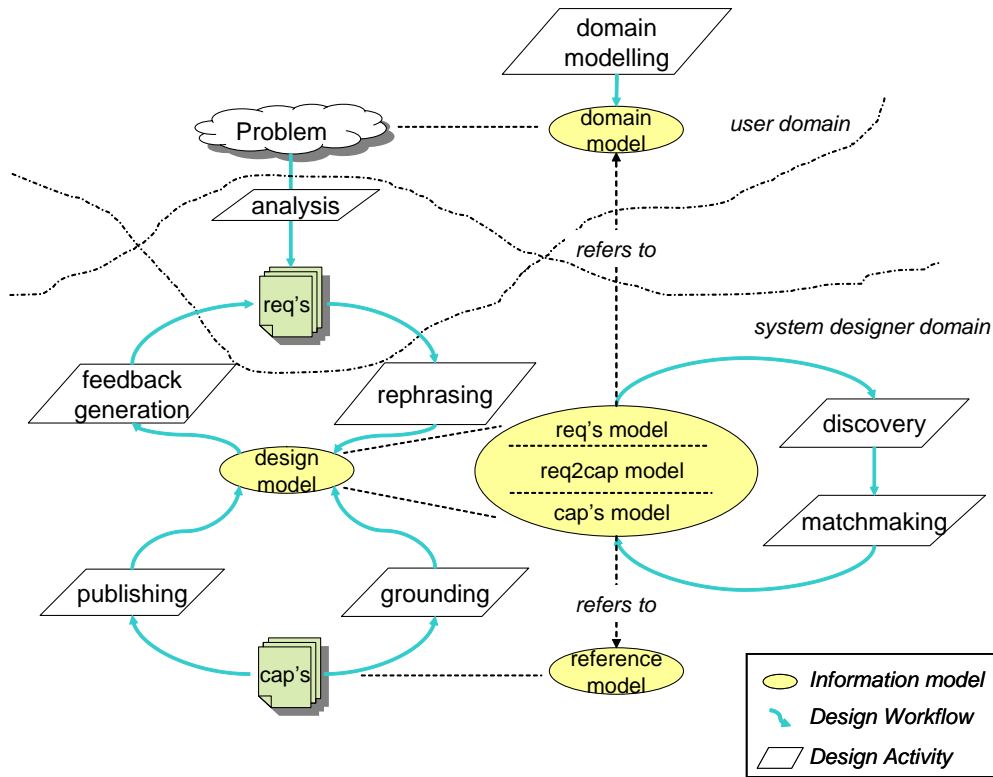 domain
modelling
Problem
domain
model
user domain
analysis
refers to
req's
system designer domain
feedback
generation
rephrasing
req's model
discovery
design
model
req2cap model
cap's model
matchmaking
publishing
grounding
refers to
cap's
reference
model
Information model
Design Workflow
Design Activity